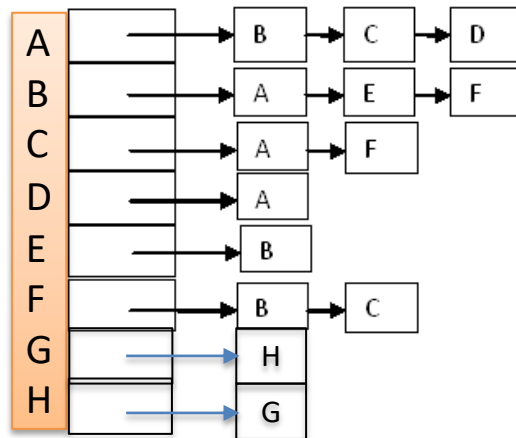 A B C D
B A E F
C A F
D A
E B
F B C
G H
H G